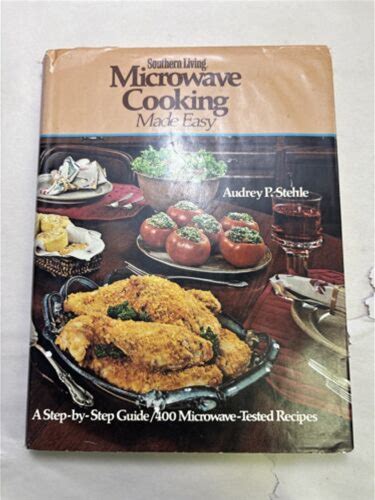 Southern Living
Microwave
Cooking
Made Easy
Audrey P. Stehle
A Step-by-Step Guide/400 Microwave-Tested Recipes